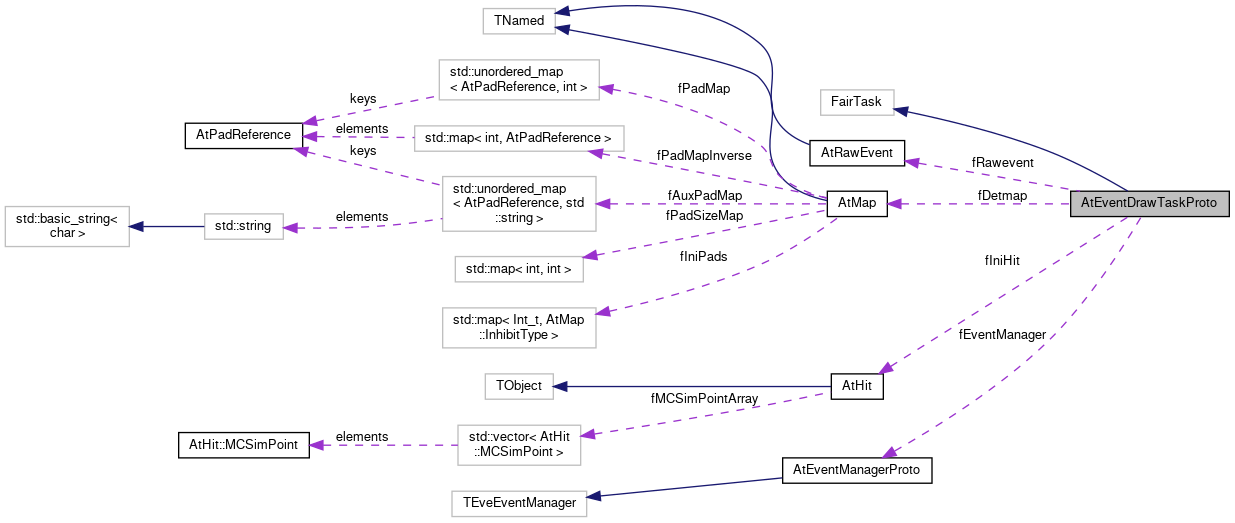 TNamed
std::unordered_map
< AtPadReference, int >
fPadMap
FairTask
keys
AtPadReference
elements
std::map< int, AtPadReference >
AtRawEvent
fPadMapInverse
fRawevent
keys
std::unordered_map
< AtPadReference, std
::string >
fAuxPadMap
AtMap
fDetmap
AtEventDrawTaskProto
std::basic_string<
char >
std::string
elements
fPadSizeMap
std::map< int, int >
fIniPads
fIniHit
std::map< Int_t, AtMap
::InhibitType >
fEventManager
TObject
AtHit
fMCSimPointArray
AtHit::MCSimPoint
elements
std::vector< AtHit
::MCSimPoint >
AtEventManagerProto
TEveEventManager